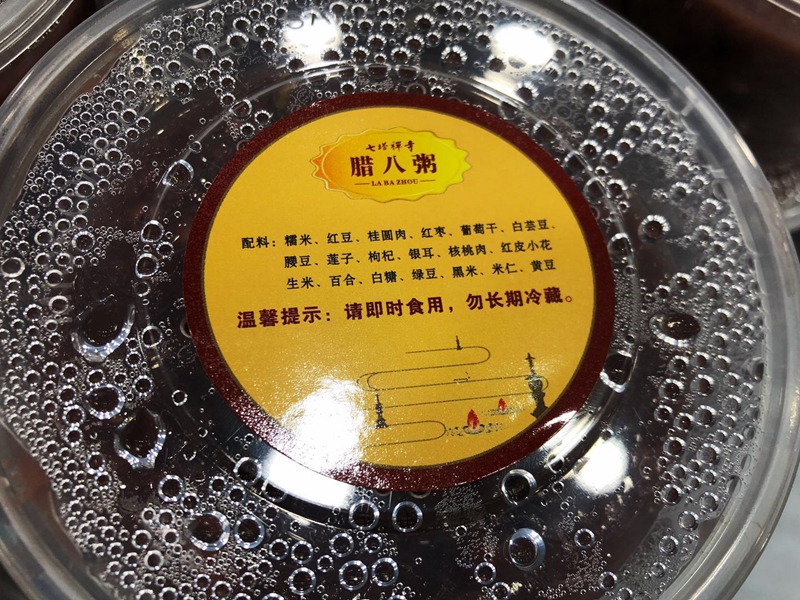 七塔禅寺
腊八粥
LA BA ZHOU
配料：糯米、红豆、桂圆肉、红枣、葡萄干、白芸豆、
腰豆、莲子、枸杞、银耳、核桃肉、红皮小花
生米、百合、白糖、绿豆、黑米、米仁、黄豆
温馨提示：请即时食用，勿长期冷藏。